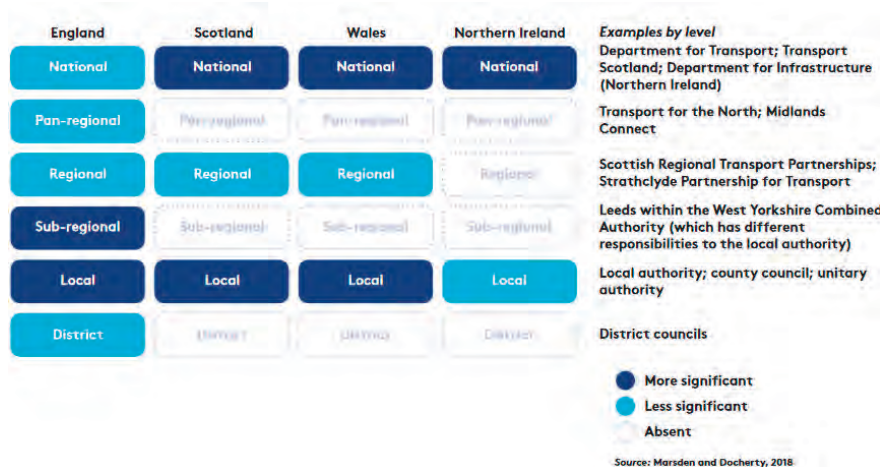 England Scotland Wales Northern Ireland Examples by level
National National National National Department for Transport; Transport
Scotland; Department for Infrastructure
(Northern Ireland)
Pan-regional Pan-regional Pan-regional Pan-regional Transport for the North; Midlands
Connect
Regional Regional Regional Regional Scottish Regional Transport Partnerships;
Strathclyde Partnership for Transport
Sub-regional Sub-regional Sub-regional Sub-regional Leeds within the West Yorkshire Combined
Authority (which has different
responsibilities to the local authority)
Local Local Local Local Local authority; county council; unitary
authority
District District District District District councils
More significant
Less significant
Absent
Source: Marsden and Docherty, 2018